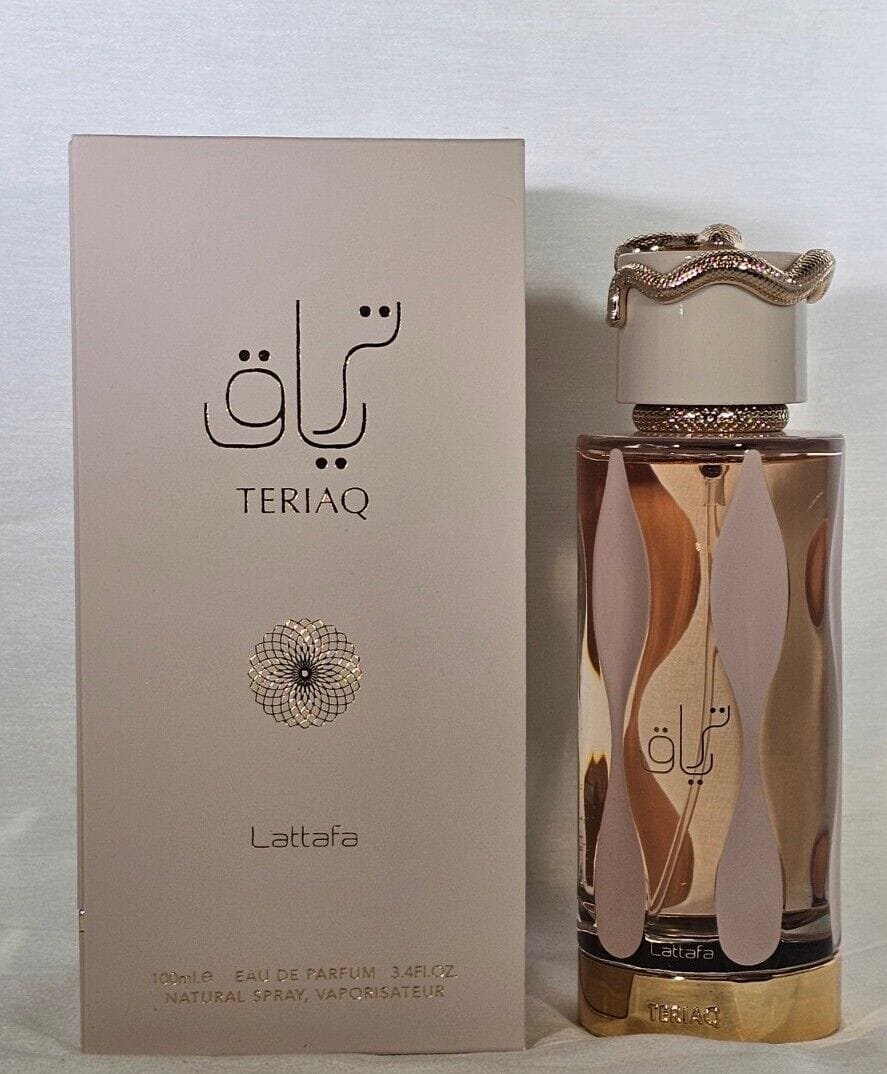 ترياق
TERIAQ
Lattafa
100ml.e EAU DE PARFUM 3.4Fl.OZ.
NATURAL SPRAY, VAPORISATEUR
ترياق
Lattafa
TERIAQ